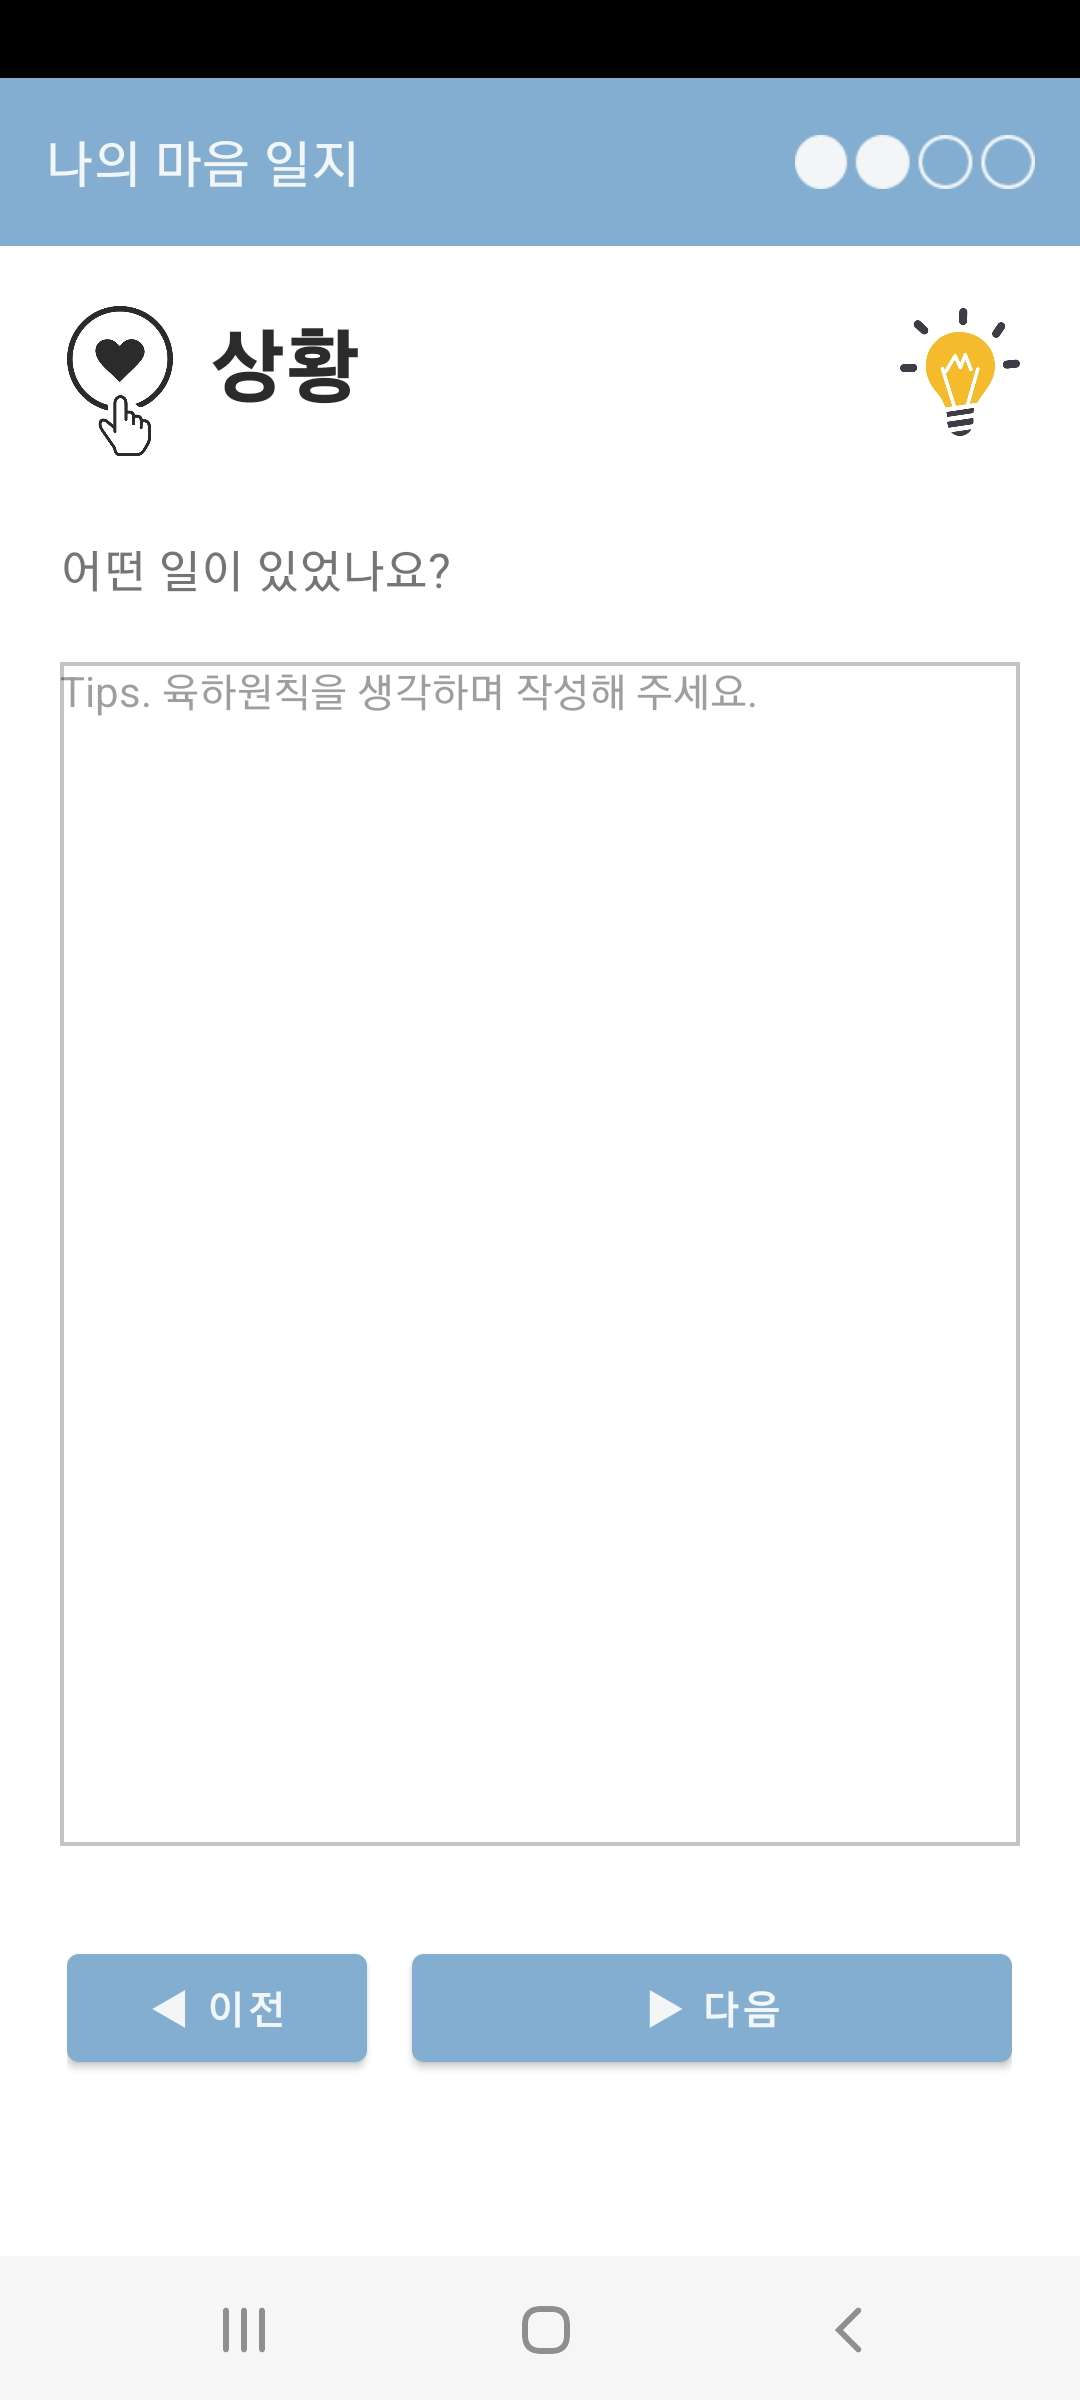 나의 마음 일지
상황
어떤 일이 있었나요?
Tips. 육하원칙을 생각하며 작성해 주세요.
◀ 이전
▶ 다음